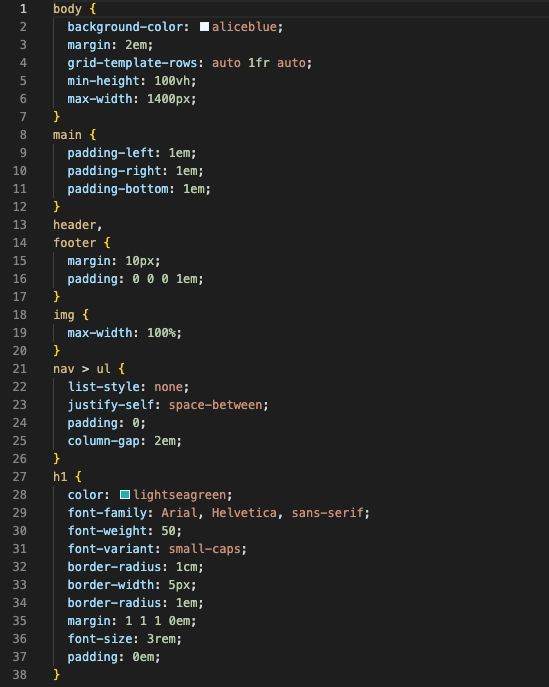 1 body {
2   background-color: aliceblue;
3   margin: 2em;
4   grid-template-rows: auto 1fr auto;
5   min-height: 100vh;
6   max-width: 1400px;
7 }
8 main {
9   padding-left: 1em;
10   padding-right: 1em;
11   padding-bottom: 1em;
12 }
13 header,
14 footer {
15   margin: 10px;
16   padding: 0 0 0 1em;
17 }
18 img {
19   max-width: 100%;
20 }
21 nav > ul {
22   list-style: none;
23   justify-self: space-between;
24   padding: 0;
25   column-gap: 2em;
26 }
27 h1 {
28   color: lightseagreen;
29   font-family: Arial, Helvetica, sans-serif;
30   font-weight: 50;
31   font-variant: small-caps;
32   border-radius: 1cm;
33   border-width: 5px;
34   border-radius: 1em;
35   margin: 1 1 1 0em;
36   font-size: 3rem;
37   padding: 0em;
38 }